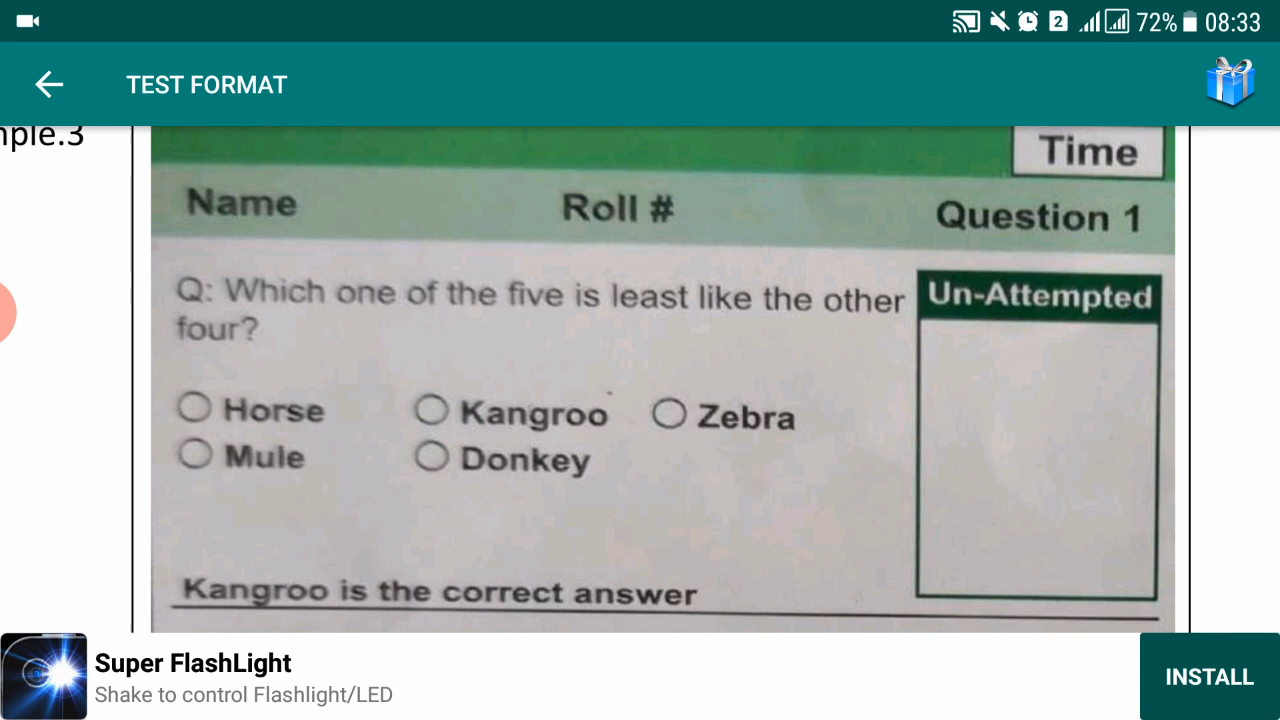 72% 08:33
TEST FORMAT
mple.3
Time
Name Roll # Question 1
Q: Which one of the five is least like the other
four?
Un-Attempted
Horse Kangroo Zebra
Mule Donkey
Kangroo is the correct answer
Super FlashLight
Shake to control Flashlight/LED
INSTALL